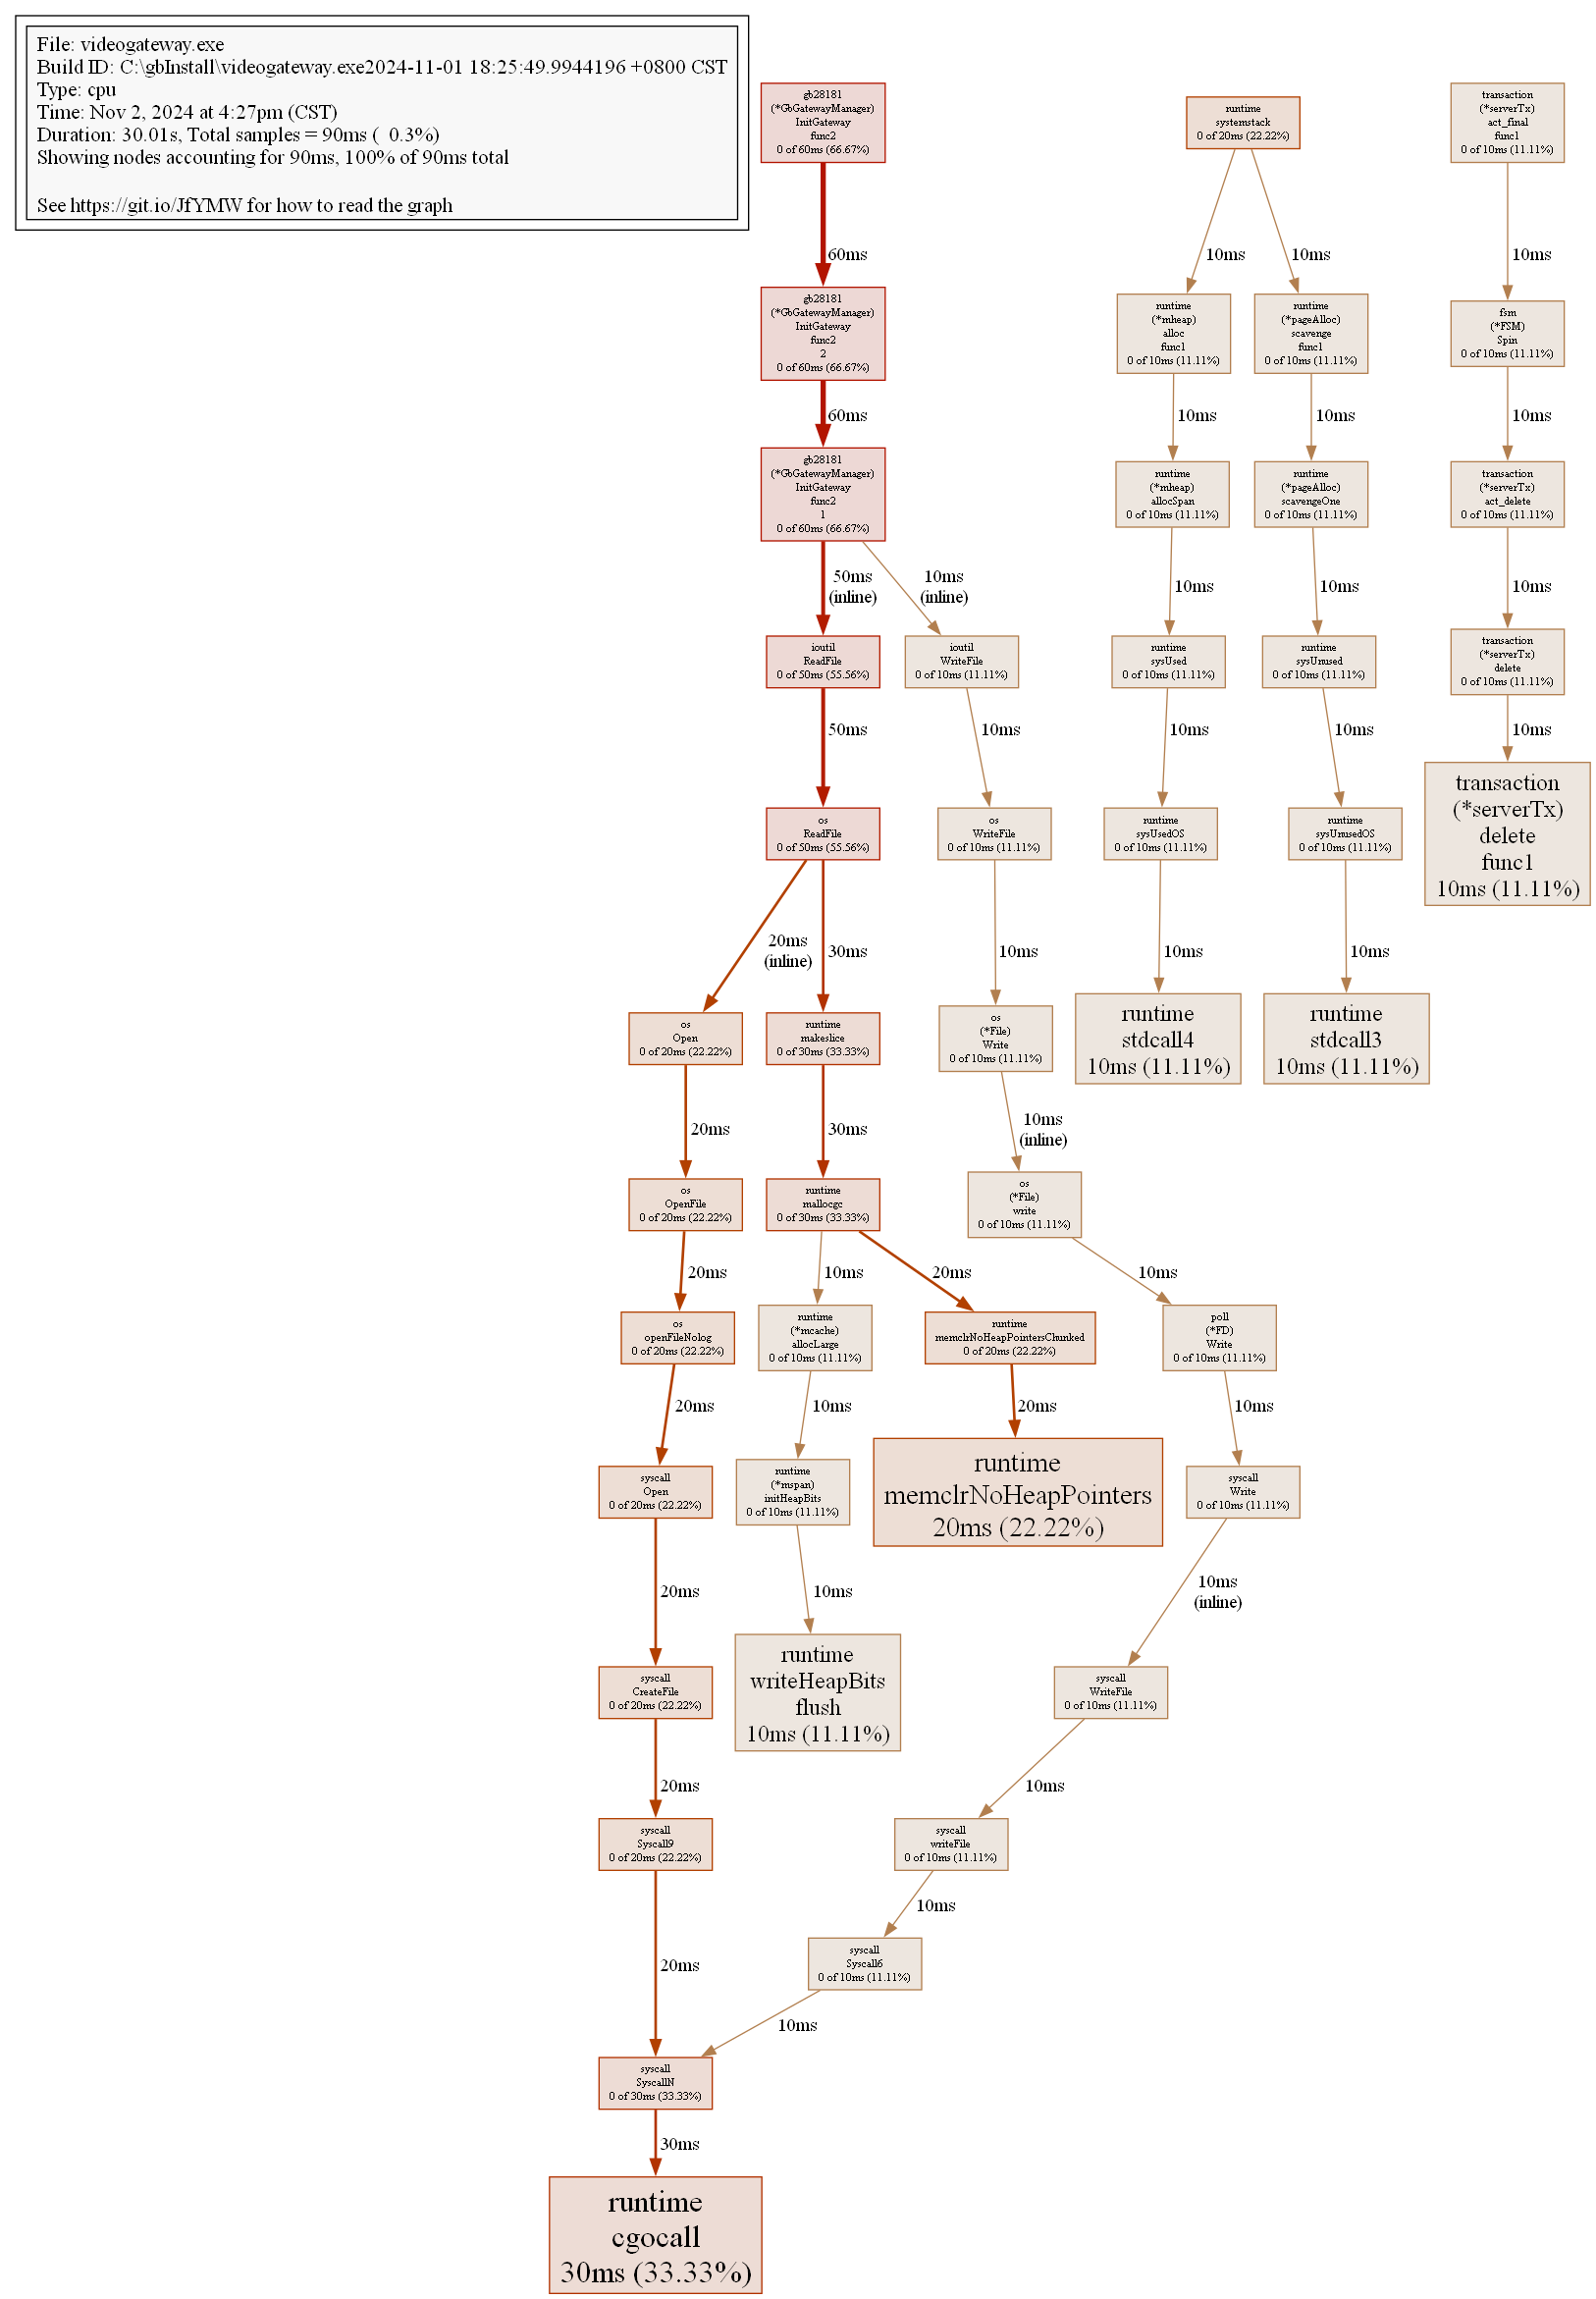 File: videogateway.exe
Build ID: C:\gbInstall\videogateway.exe2024-11-01 18:25:49.9944196 +0800 CST
Type: cpu
Time: Nov 2, 2024 at 4:27pm (CST)
Duration: 30.01s, Total samples = 90ms ( 0.3%)
Showing nodes accounting for 90ms, 100% of 90ms total
See https://git.io/JfYMW for how to read the graph
gb28181
(*GbGatewayManager)
InitGateway
func2
0 of 60ms (66.67%)
runtime
systemstack
0 of 20ms (22.22%)
transaction
(*serverTx)
act_final
func1
0 of 10ms (11.11%)
60ms
10ms
10ms
10ms
gb28181
(*GbGatewayManager)
InitGateway
func2
2
0 of 60ms (66.67%)
runtime
(*mheap)
alloc
func1
0 of 10ms (11.11%)
runtime
(*pageAlloc)
scavenge
func1
0 of 10ms (11.11%)
fsm
(*FSM)
Spin
0 of 10ms (11.11%)
60ms
10ms
10ms
10ms
gb28181
(*GbGatewayManager)
InitGateway
func2
1
0 of 60ms (66.67%)
runtime
(*mheap)
allocSpan
0 of 10ms (11.11%)
runtime
(*pageAlloc)
scavengeOne
0 of 10ms (11.11%)
transaction
(*serverTx)
act_delete
0 of 10ms (11.11%)
50ms
(inline)
10ms
(inline)
10ms
10ms
10ms
ioutil
ReadFile
0 of 50ms (55.56%)
ioutil
WriteFile
0 of 10ms (11.11%)
runtime
sysUsed
0 of 10ms (11.11%)
runtime
sysUnused
0 of 10ms (11.11%)
transaction
(*serverTx)
delete
0 of 10ms (11.11%)
50ms
10ms
10ms
10ms
10ms
os
ReadFile
0 of 50ms (55.56%)
os
WriteFile
0 of 10ms (11.11%)
runtime
sysUsedOS
0 of 10ms (11.11%)
runtime
sysUnusedOS
0 of 10ms (11.11%)
transaction
(*serverTx)
delete
func1
10ms (11.11%)
20ms
(inline)
30ms
10ms
10ms
10ms
os
Open
0 of 20ms (22.22%)
runtime
makeslice
0 of 30ms (33.33%)
os
(*File)
Write
0 of 10ms (11.11%)
runtime
stdcall4
10ms (11.11%)
runtime
stdcall3
10ms (11.11%)
20ms
30ms
10ms
(inline)
os
OpenFile
0 of 20ms (22.22%)
runtime
mallocgc
0 of 30ms (33.33%)
os
(*File)
write
0 of 10ms (11.11%)
20ms
10ms
20ms
10ms
os
openFileNolog
0 of 20ms (22.22%)
runtime
(*mcache)
allocLarge
0 of 10ms (11.11%)
runtime
memclrNoHeapPointersChunked
0 of 20ms (22.22%)
poll
(*FD)
Write
0 of 10ms (11.11%)
20ms
10ms
20ms
10ms
syscall
Open
0 of 20ms (22.22%)
runtime
(*mspan)
initHeapBits
0 of 10ms (11.11%)
runtime
memclrNoHeapPointers
20ms (22.22%)
syscall
Write
0 of 10ms (11.11%)
20ms
10ms
10ms
(inline)
syscall
CreateFile
0 of 20ms (22.22%)
runtime
writeHeapBits
flush
10ms (11.11%)
syscall
WriteFile
0 of 10ms (11.11%)
20ms
10ms
syscall
Syscall9
0 of 20ms (22.22%)
syscall
writeFile
0 of 10ms (11.11%)
20ms
10ms
syscall
Syscall6
0 of 10ms (11.11%)
10ms
syscall
SyscallN
0 of 30ms (33.33%)
30ms
runtime
cgocall
30ms (33.33%)